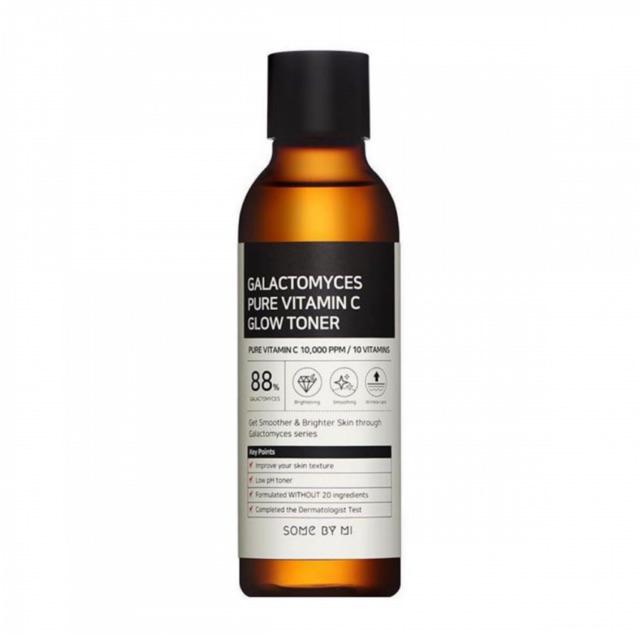 GALACTOMYCES
PURE VITAMIN C
GLOW TONER
PURE VITAMIN C 10,000 PPM / 10 VITAMINS
88%
GALACTOMYCES
Brightening Smoothing Wrinkle care
Get Smoother & Brighter Skin through
Galactomyces series
Key Points
Improve your skin texture
Low pH toner
Formulated WITHOUT 20 ingredients
Completed the Dermatologist Test
SOME BY MI